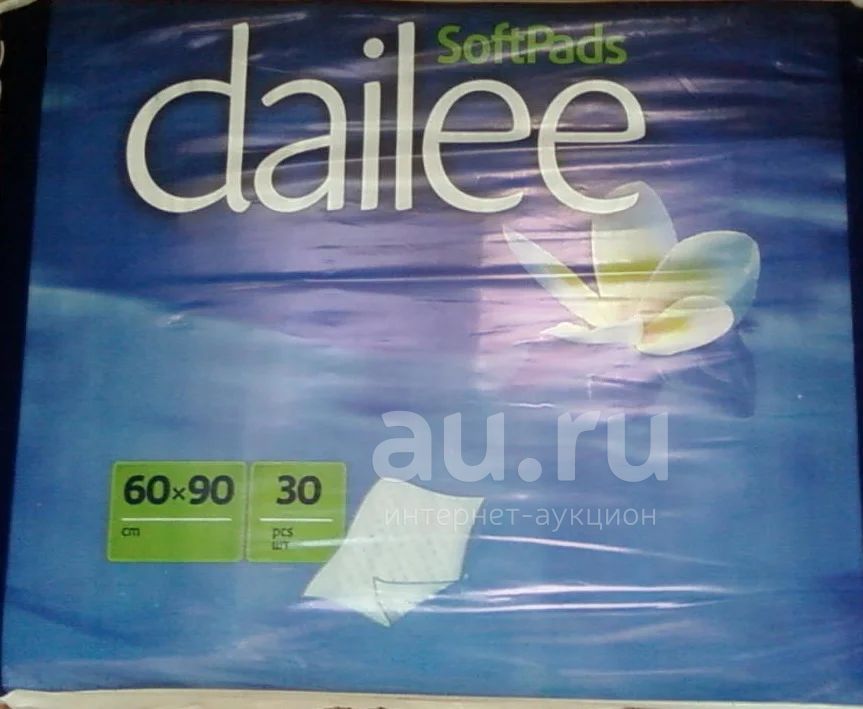 SoftPads
dailee
au.ru
интернет-аукцион
60×90
cm
30
pcs
шт